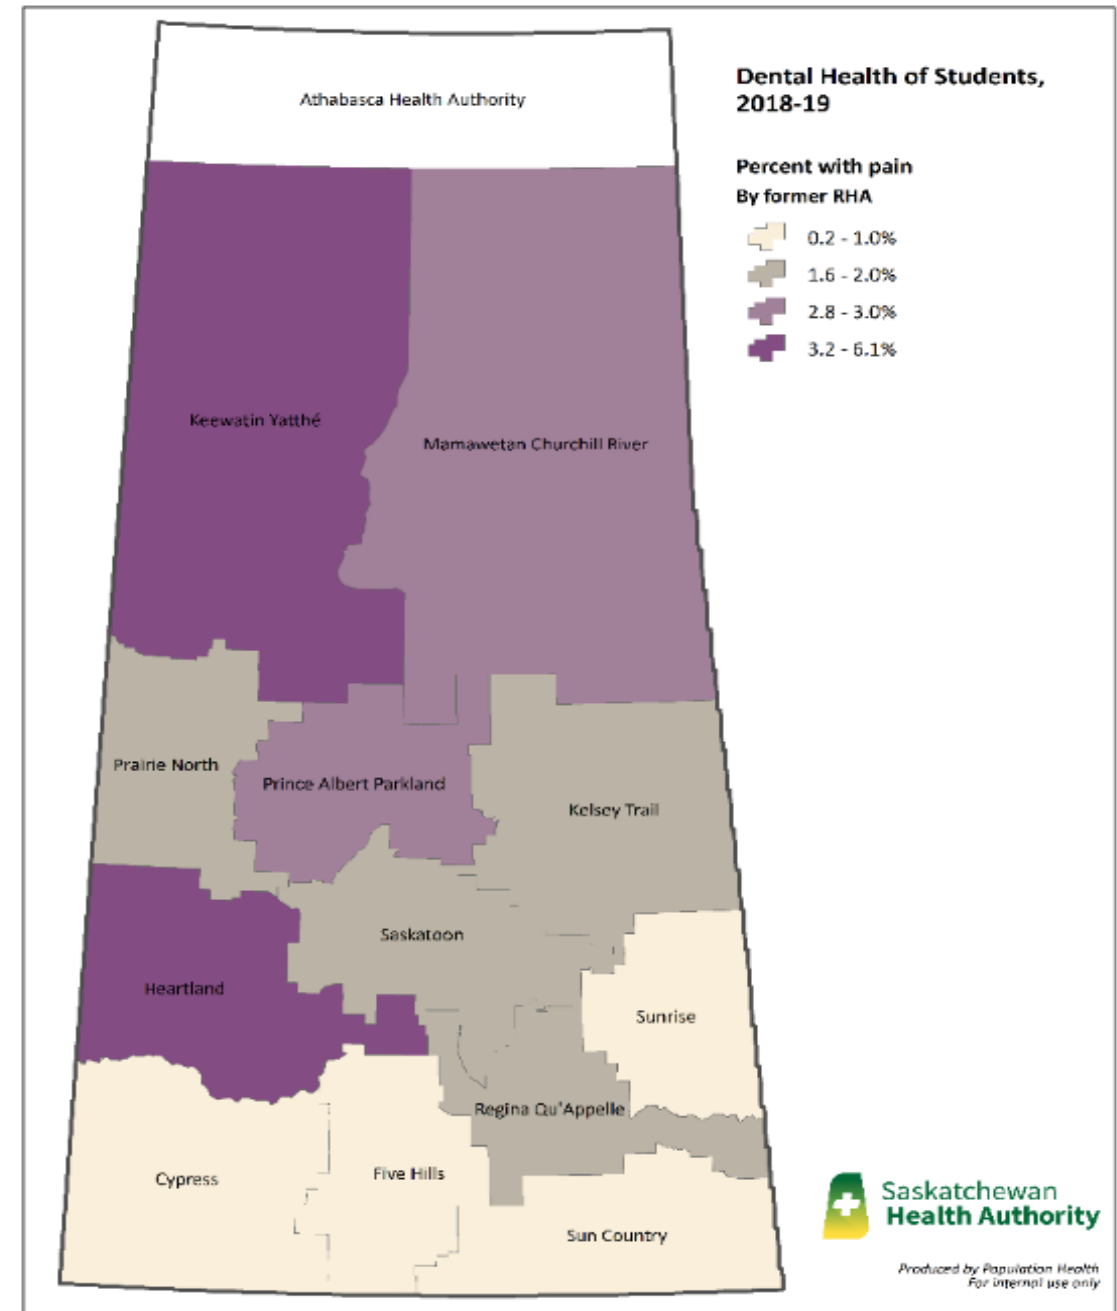 Athabasca Health Authority
Dental Health of Students,
2018-19
Percent with pain
By former RHA
0.2 - 1.0%
1.6 - 2.0%
2.8 - 3.0%
3.2 - 6.1%
Keewatin Yatthé
Mamawetan Churchill River
Prairie North
Prince Albert Parkland
Kelsey Trail
Saskatoon
Heartland
Sunrise
Regina Qu'Appelle
Cypress
Five Hills
Sun Country
Saskatchewan
Health Authority
Produced by Population Health
For internal use only